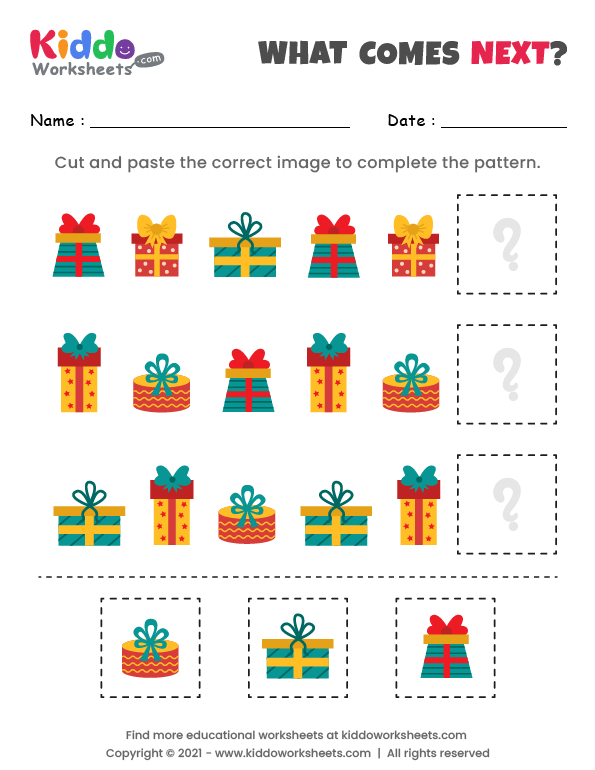 Kiddo
Worksheets .com
WHAT COMES NEXT?
Name : 
Date : 
Cut and paste the correct image to complete the pattern.
?
?
?
Find more educational worksheets at kiddoworksheets.com
Copyright © 2021 - www.kiddoworksheets.com | All rights reserved